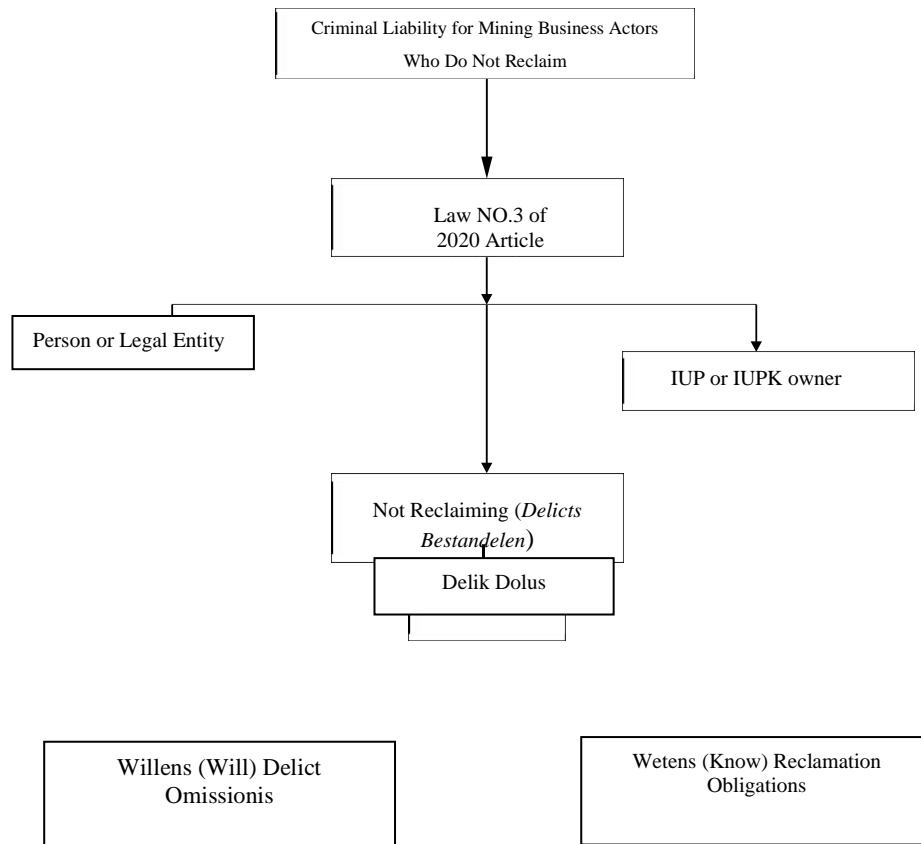 Criminal Liability for Mining Business Actors
Who Do Not Reclaim
Law NO.3 of
2020 Article
Person or Legal Entity
IUP or IUPK owner
Not Reclaiming (Delicts
Bestandelen)
Delik Dolus
Willens (Will) Delict
Omissionis
Wetens (Know) Reclamation
Obligations